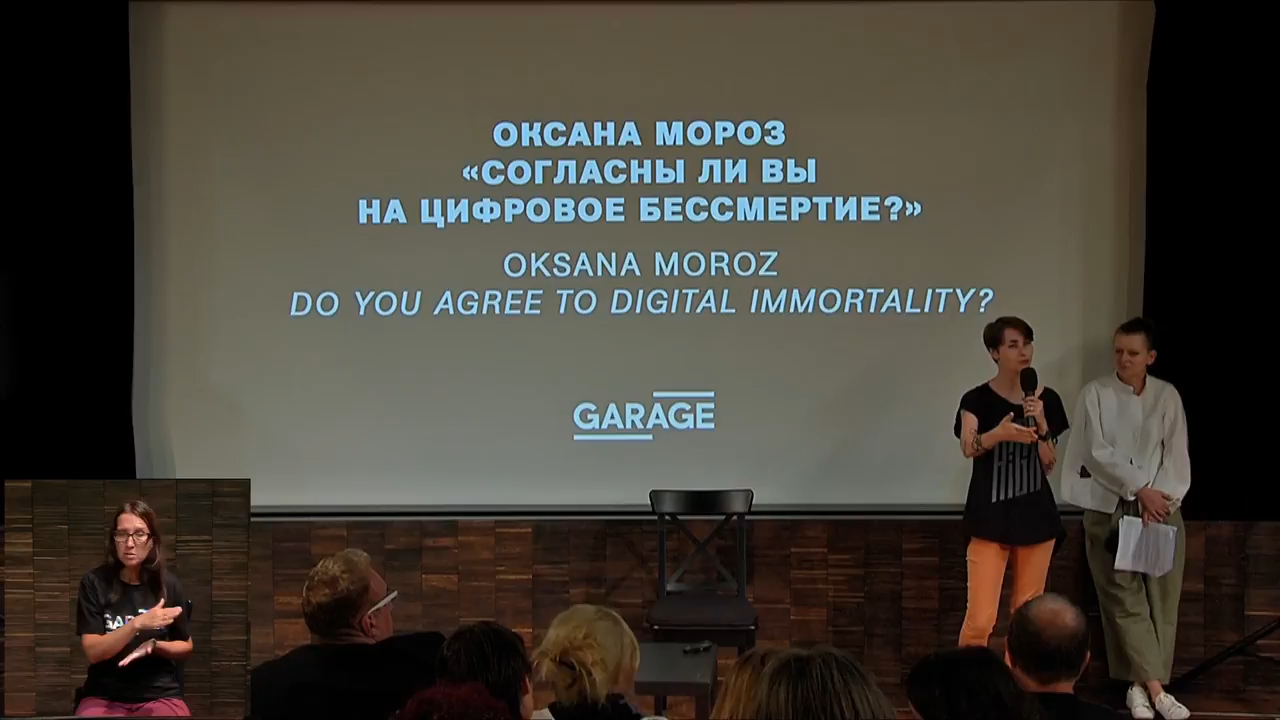 ОКСАНА МОРОЗ
«СОГЛАСНЫ ЛИ ВЫ
НА ЦИФРОВОЕ БЕССМЕРТИЕ?»
OKSANA MOROZ
DO YOU AGREE TO DIGITAL IMMORTALITY?
GARAGE